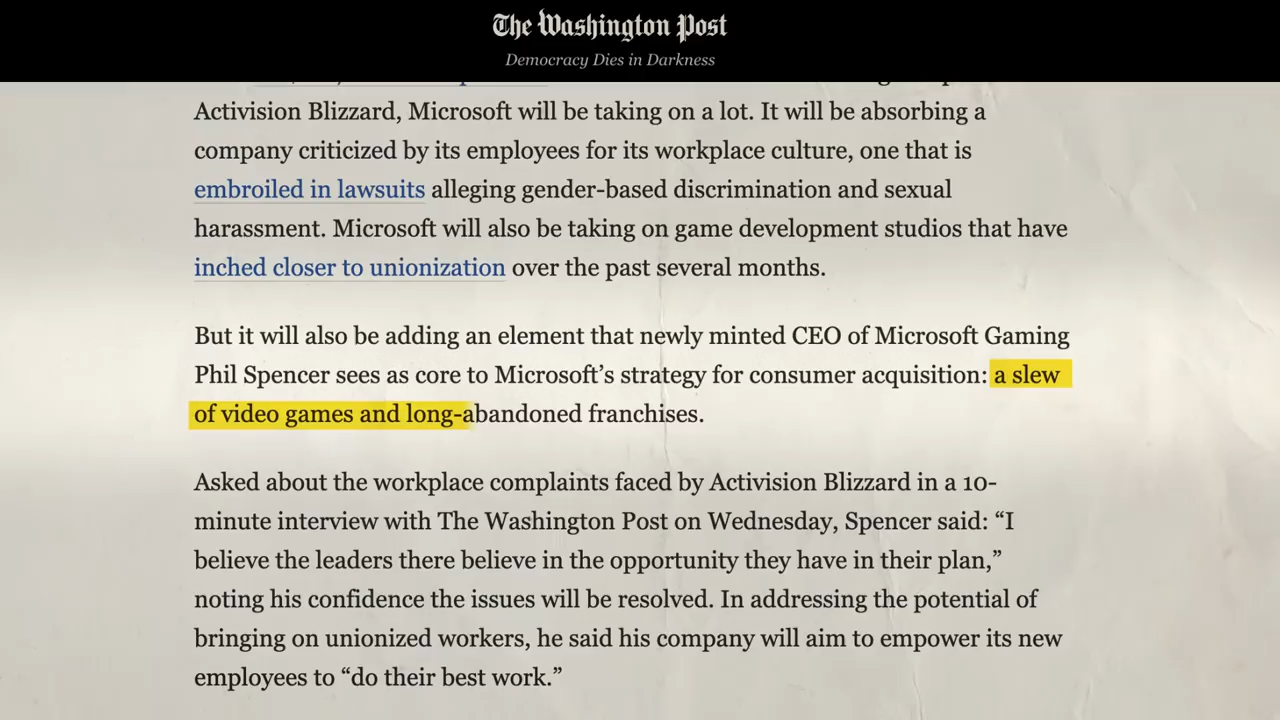 The Washington Post
Democracy Dies in Darkness
Activision Blizzard, Microsoft will be taking on a lot. It will be absorbing a
company criticized by its employees for its workplace culture, one that is
embroiled in lawsuits alleging gender-based discrimination and sexual
harassment. Microsoft will also be taking on game development studios that have
inched closer to unionization over the past several months.
But it will also be adding an element that newly minted CEO of Microsoft Gaming
Phil Spencer sees as core to Microsoft’s strategy for consumer acquisition: a slew
of video games and long-abandoned franchises.
Asked about the workplace complaints faced by Activision Blizzard in a 10-
minute interview with The Washington Post on Wednesday, Spencer said: “I
believe the leaders there believe in the opportunity they have in their plan,”
noting his confidence the issues will be resolved. In addressing the potential of
bringing on unionized workers, he said his company will aim to empower its new
employees to “do their best work.”